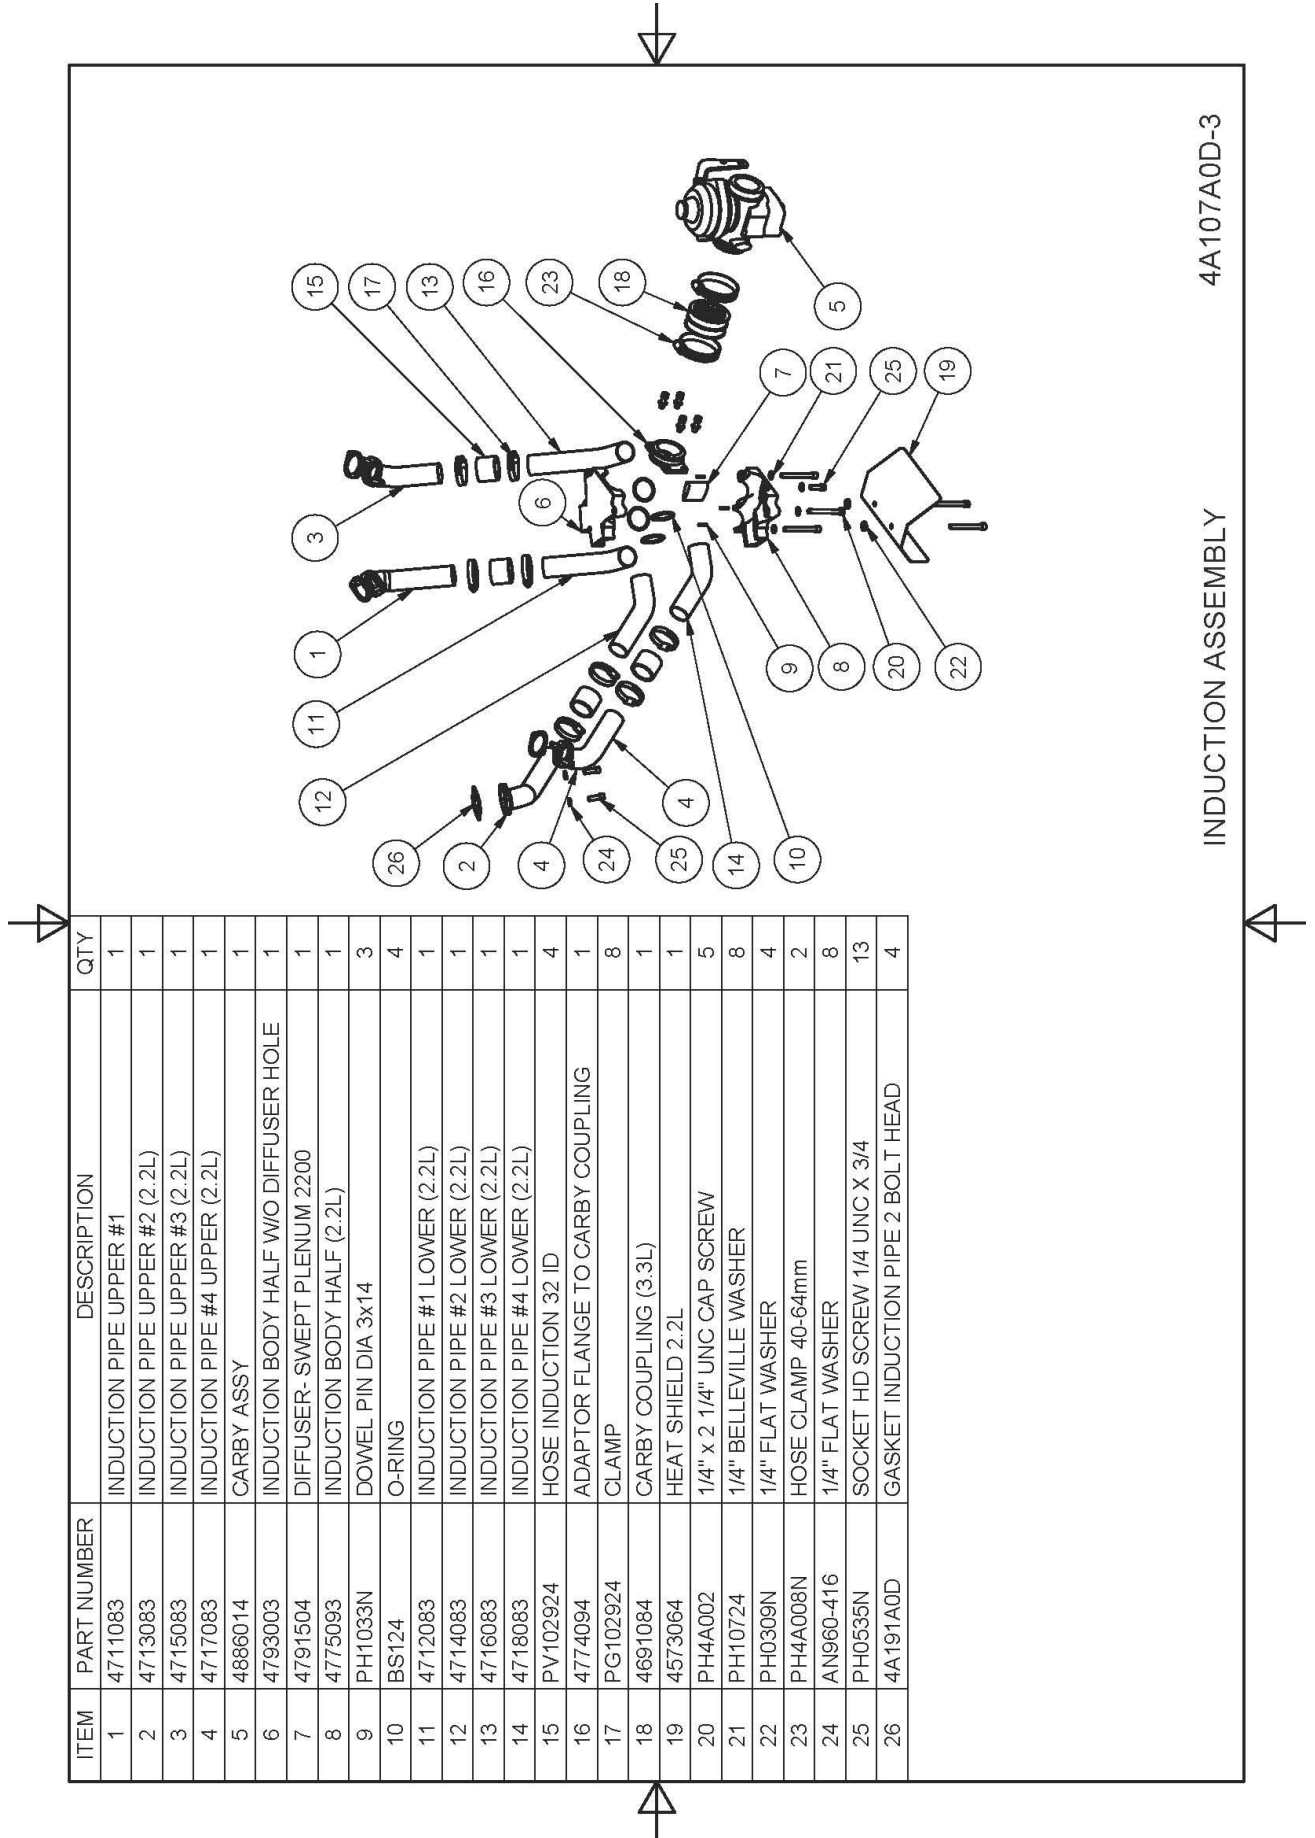 ITEM PART NUMBER DESCRIPTION QTY
1 4711083 INDUCTION PIPE UPPER #1 1
2 4713083 INDUCTION PIPE UPPER #2 (2.2L) 1
3 4715083 INDUCTION PIPE UPPER #3 (2.2L) 1
4 4717083 INDUCTION PIPE #4 UPPER (2.2L) 1
5 4886014 CARBY ASSY 1
6 4793003 INDUCTION BODY HALF W/O DIFFUSER HOLE 1
7 4791504 DIFFUSER- SWEPT PLENUM 2200 1
8 4775093 INDUCTION BODY HALF (2.2L) 1
9 PH1033N DOWEL PIN DIA 3x14 3
10 BS124 O-RING 4
11 4712083 INDUCTION PIPE #1 LOWER (2.2L) 1
12 4714083 INDUCTION PIPE #2 LOWER (2.2L) 1
13 4716083 INDUCTION PIPE #3 LOWER (2.2L) 1
14 4718083 INDUCTION PIPE #4 LOWER (2.2L) 1
15 PV102924 HOSE INDUCTION 32 ID 4
16 4774094 ADAPTOR FLANGE TO CARBY COUPLING 1
17 PG102924 CLAMP 8
18 4691084 CARBY COUPLING (3.3L) 1
19 4573064 HEAT SHIELD 2.2L 1
20 PH4A002 1/4" x 2 1/4" UNC CAP SCREW 5
21 PH10724 1/4" BELLEVILLE WASHER 8
22 PH0309N 1/4" FLAT WASHER 4
23 PH4A008N HOSE CLAMP 40-64mm 2
24 AN960-416 1/4" FLAT WASHER 8
25 PH0535N SOCKET HD SCREW 1/4 UNC X 3/4 13
26 4A191A0D GASKET INDUCTION PIPE 2 BOLT HEAD 4
15
17
13
16
23
18
5
3
6
7
21
25
19
1
11
12
9
8
20
22
26
2
4
24
25
4
14
10
INDUCTION ASSEMBLY
4A107A0D-3